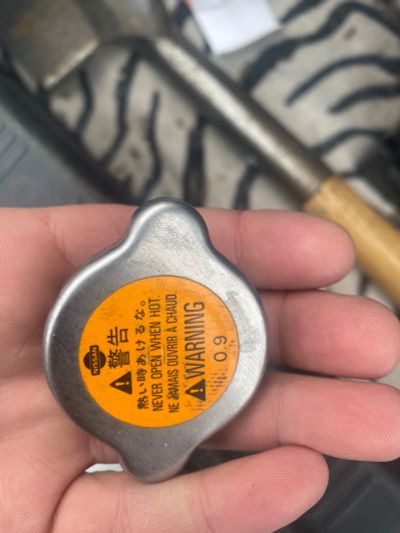 NISSAN
⚠警告
熱い時あけるな。
NEVER OPEN WHEN HOT.
NE JAMAIS OUVRIR À CHAUD.
⚠WARNING
0.9